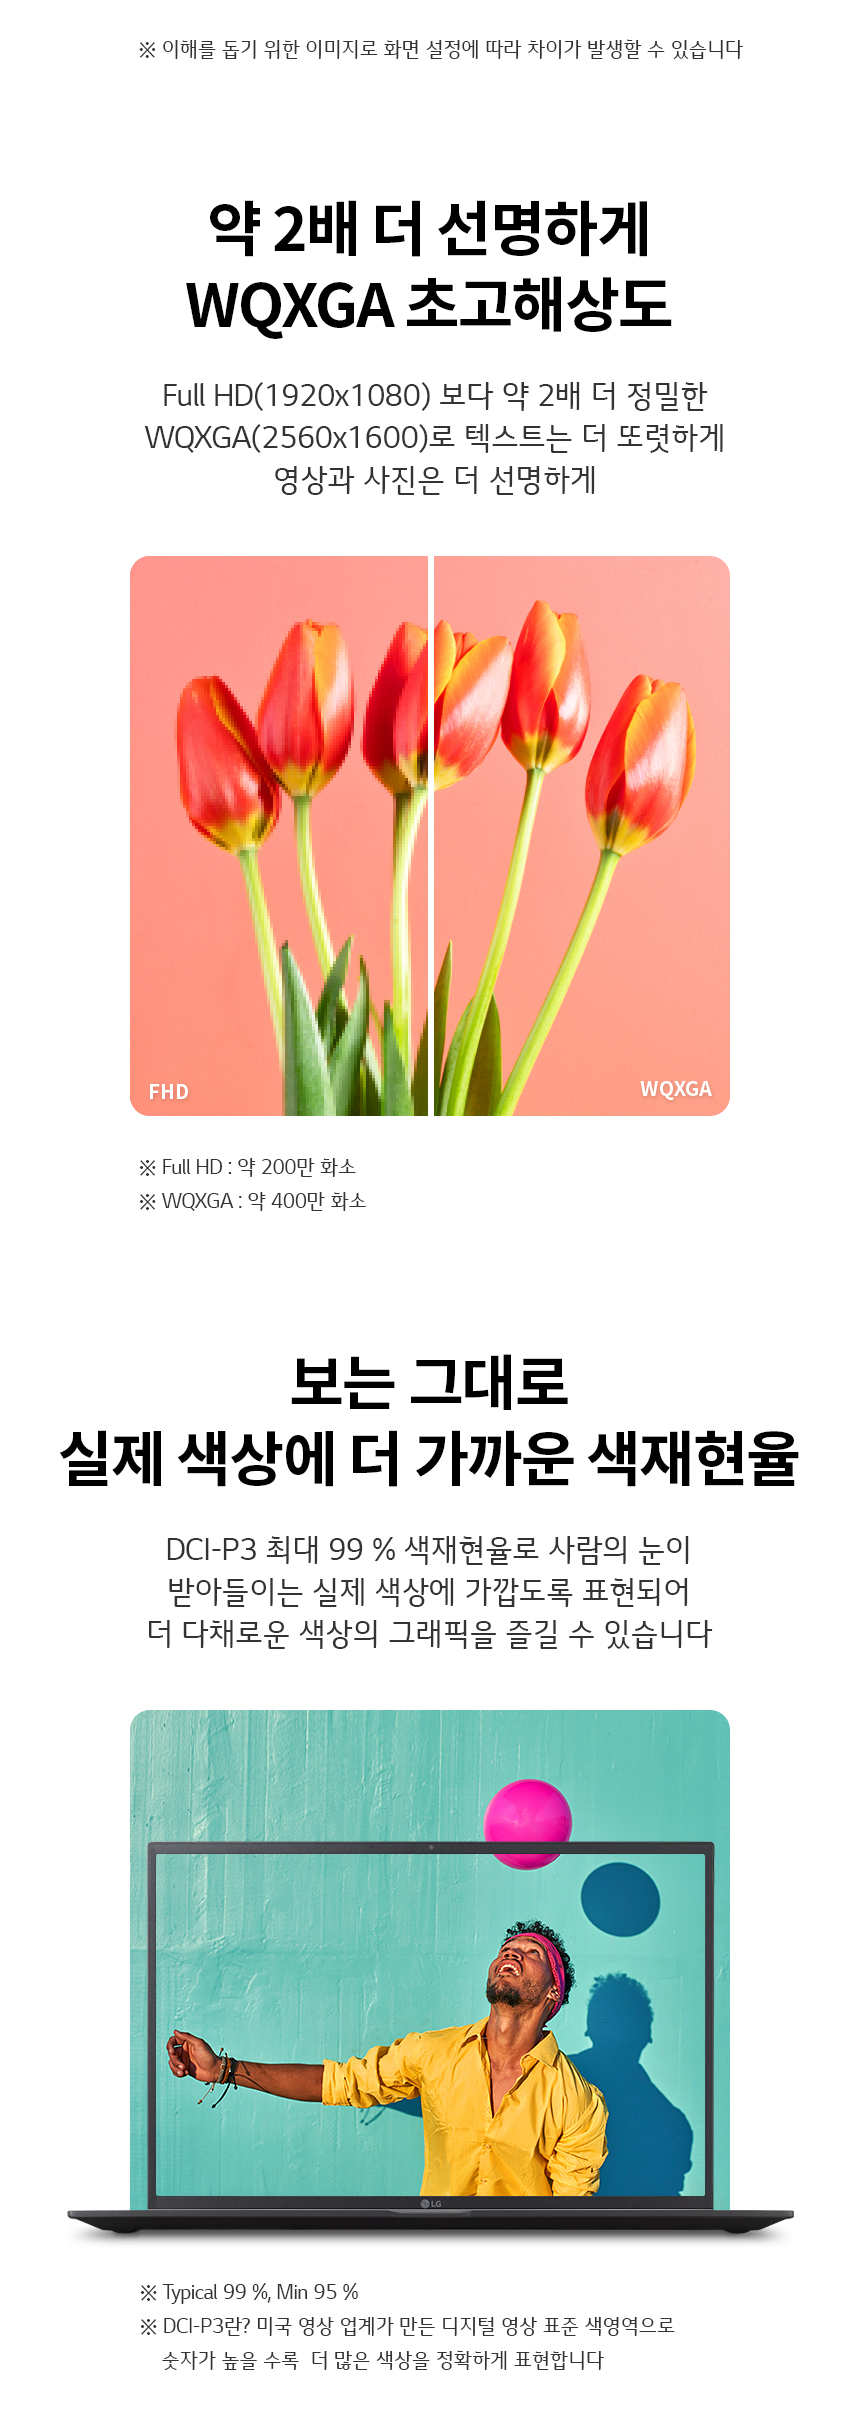 ※ 이해를 돕기 위한 이미지로 화면 설정에 따라 차이가 발생할 수 있습니다
약 2배 더 선명하게
WQXGA 초고해상도
Full HD(1920x1080) 보다 약 2배 더 정밀한
WQXGA(2560x1600)로 텍스트는 더 또렷하게
영상과 사진은 더 선명하게
FHD
WQXGA
※ Full HD : 약 200만 화소
※ WQXGA : 약 400만 화소
보는 그대로
실제 색상에 더 가까운 색재현율
DCI-P3 최대 99 % 색재현율로 사람의 눈이
받아들이는 실제 색상에 가깝도록 표현되어
더 다채로운 색상의 그래픽을 즐길 수 있습니다
LG
※ Typical 99 %, Min 95 %
※ DCI-P3란? 미국 영상 업계가 만든 디지털 영상 표준 색영역으로
숫자가 높을 수록 더 많은 색상을 정확하게 표현합니다